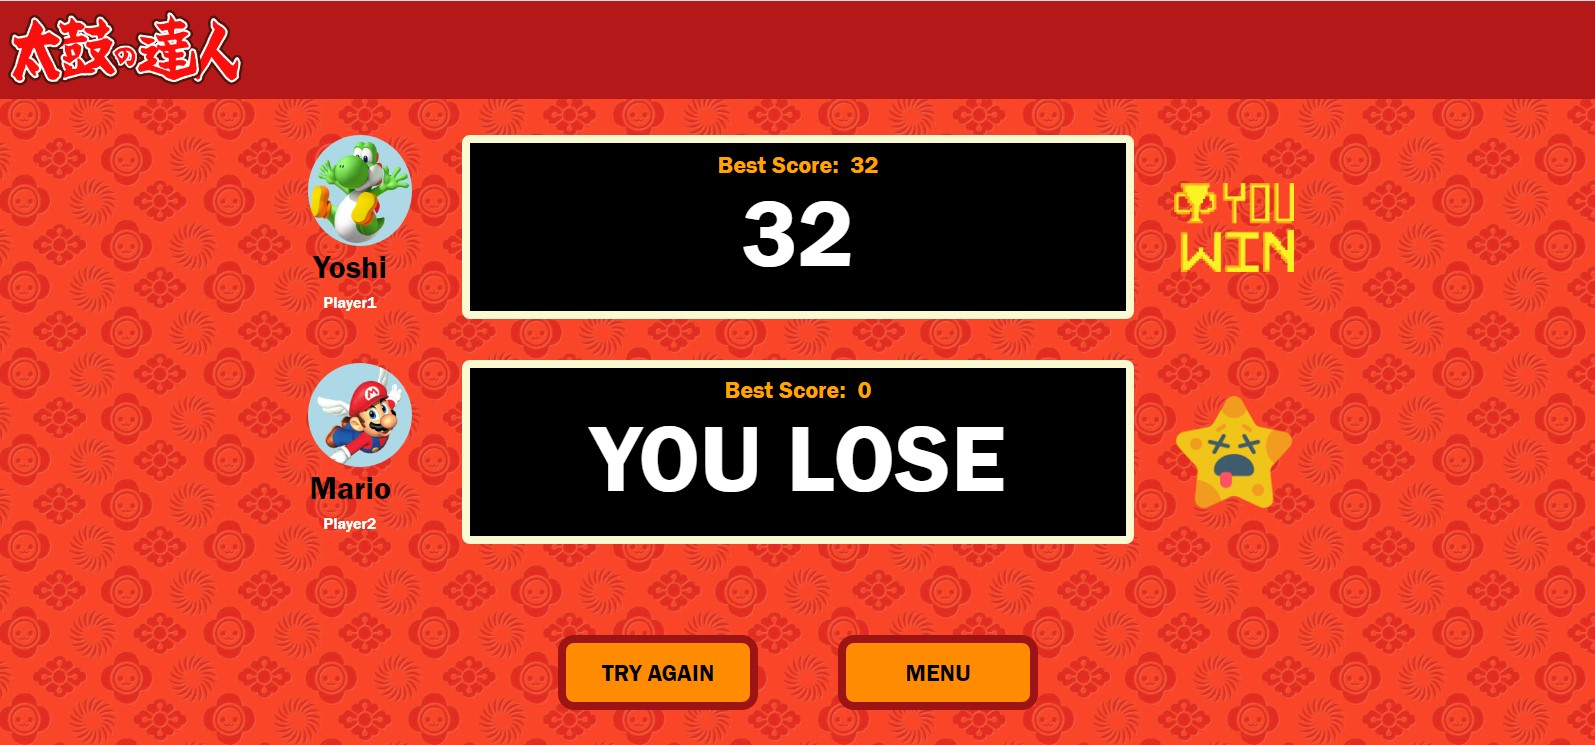 太鼓の達人
Best Score: 32
32
YOU
WIN
Yoshi
Player1
Best Score: 0
YOU LOSE
Mario
Player2
TRY AGAIN
MENU